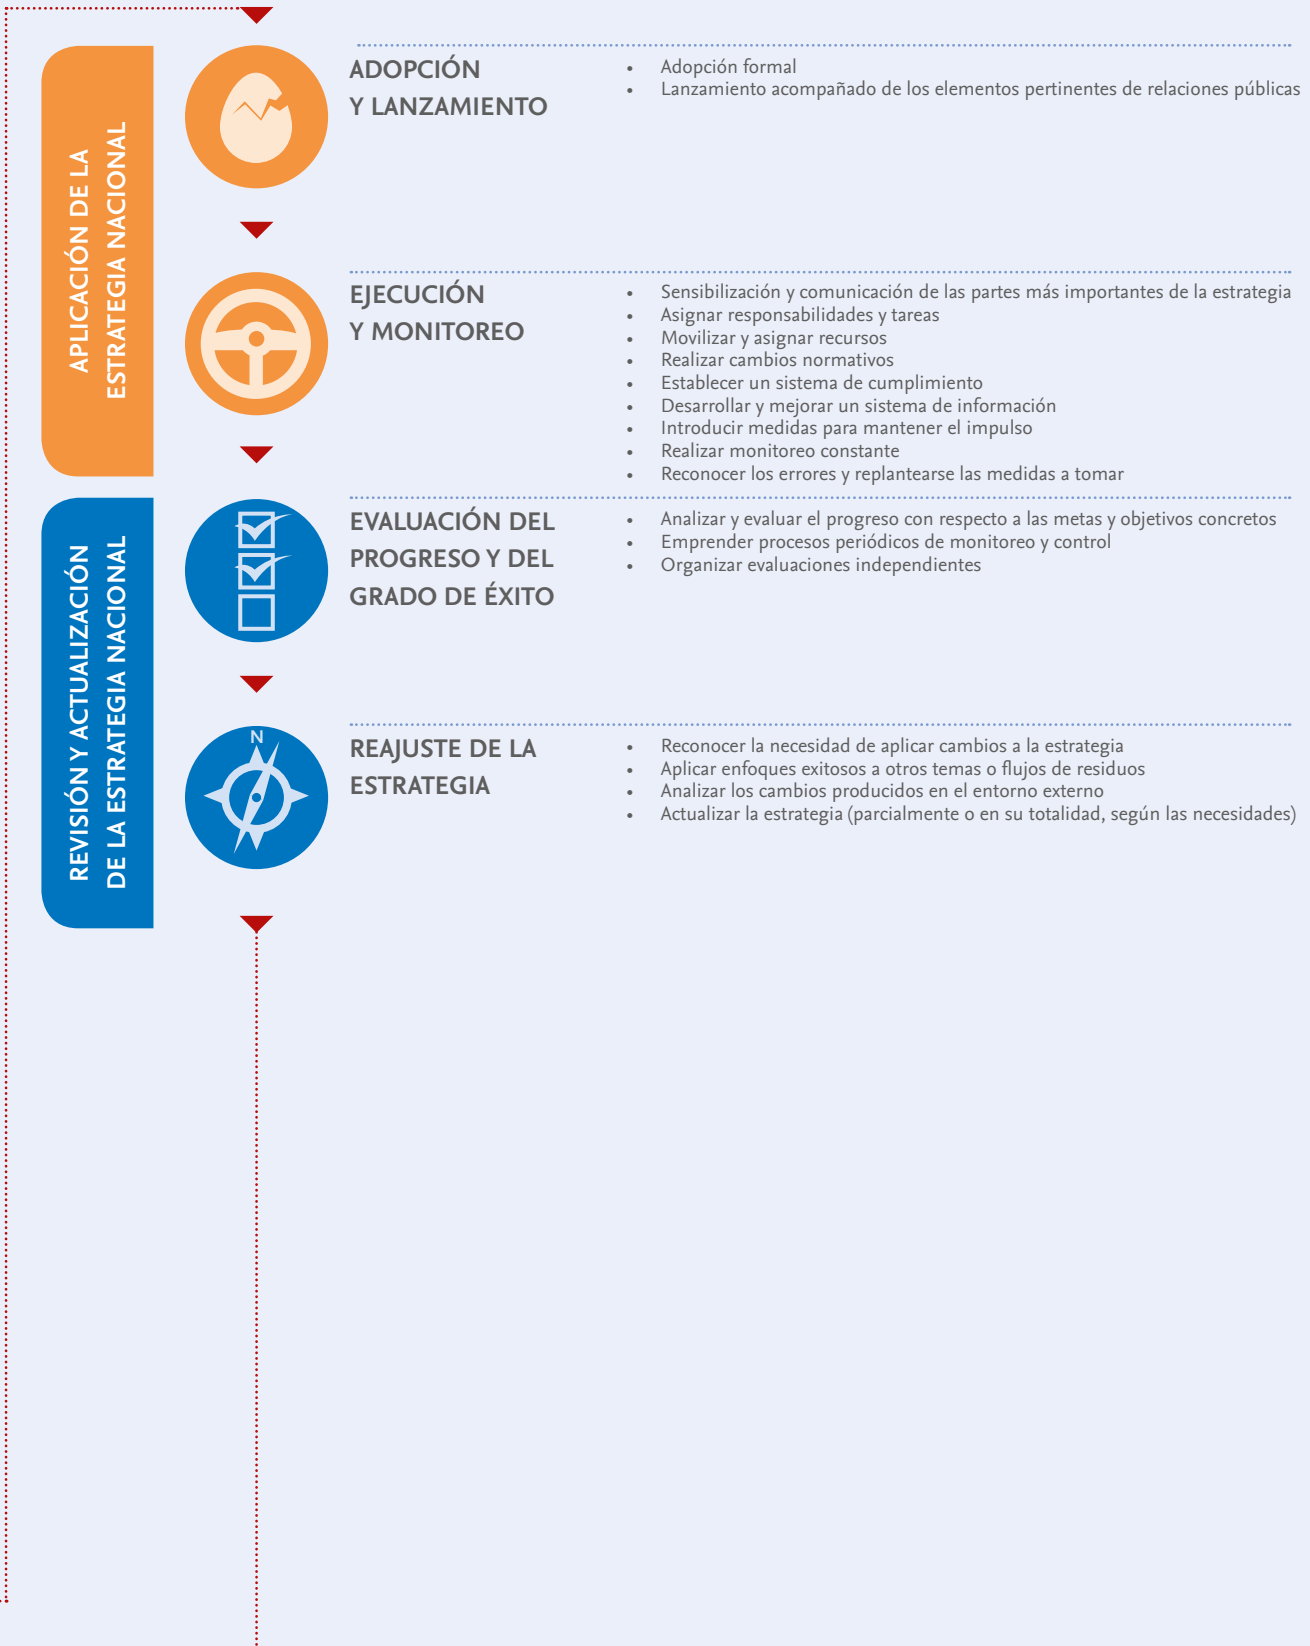 APLICACIÓN DE LA
ESTRATEGIA NACIONAL
ADOPCIÓN
Y LANZAMIENTO
• Adopción formal
• Lanzamiento acompañado de los elementos pertinentes de relaciones públicas
EJECUCIÓN
Y MONITOREO
• Sensibilización y comunicación de las partes más importantes de la estrategia
• Asignar responsabilidades y tareas
• Movilizar y asignar recursos
• Realizar cambios normativos
• Establecer un sistema de cumplimiento
• Desarrollar y mejorar un sistema de información
• Introducir medidas para mantener el impulso
• Realizar monitoreo constante
• Reconocer los errores y replantearse las medidas a tomar
REVISIÓN Y ACTUALIZACIÓN
DE LA ESTRATEGIA NACIONAL
EVALUACIÓN DEL
PROGRESO Y DEL
GRADO DE ÉXITO
• Analizar y evaluar el progreso con respecto a las metas y objetivos concretos
• Emprender procesos periódicos de monitoreo y control
• Organizar evaluaciones independientes
N
REAJUSTE DE LA
ESTRATEGIA
• Reconocer la necesidad de aplicar cambios a la estrategia
• Aplicar enfoques exitosos a otros temas o flujos de residuos
• Analizar los cambios producidos en el entorno externo
• Actualizar la estrategia (parcialmente o en su totalidad, según las necesidades)